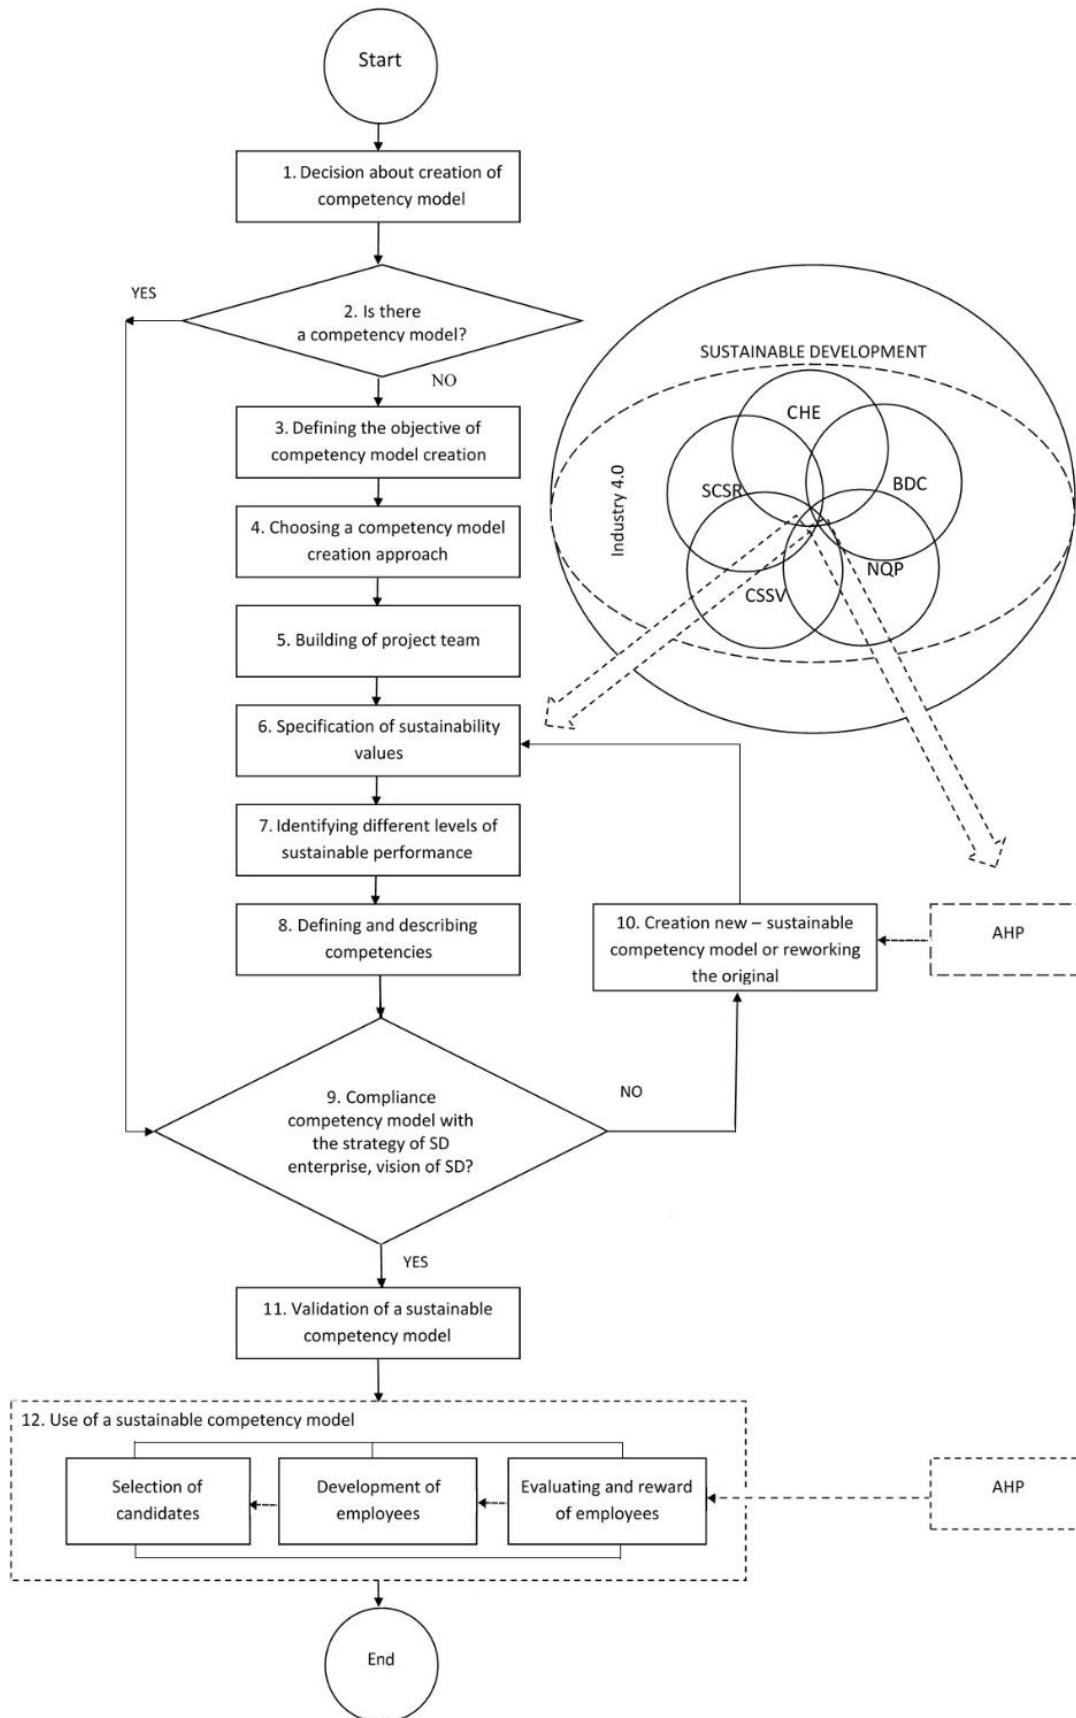 Start
1. Decision about creation of
competency model
YES
2. Is there
a competency model?
NO
3. Defining the objective of
competency model creation
4. Choosing a competency model
creation approach
5. Building of project team
6. Specification of sustainability
values
7. Identifying different levels of
sustainable performance
8. Defining and describing
competencies
SUSTAINABLE DEVELOPMENT
Industry 4.0
CHE
SCSR
BDC
NQP
CSSV
10. Creation new – sustainable
competency model or reworking
the original
AHP
9. Compliance
competency model with
the strategy of SD
enterprise, vision of SD?
NO
YES
11. Validation of a sustainable
competency model
12. Use of a sustainable competency model
Selection of
candidates
Development of
employees
Evaluating and reward
of employees
AHP
End